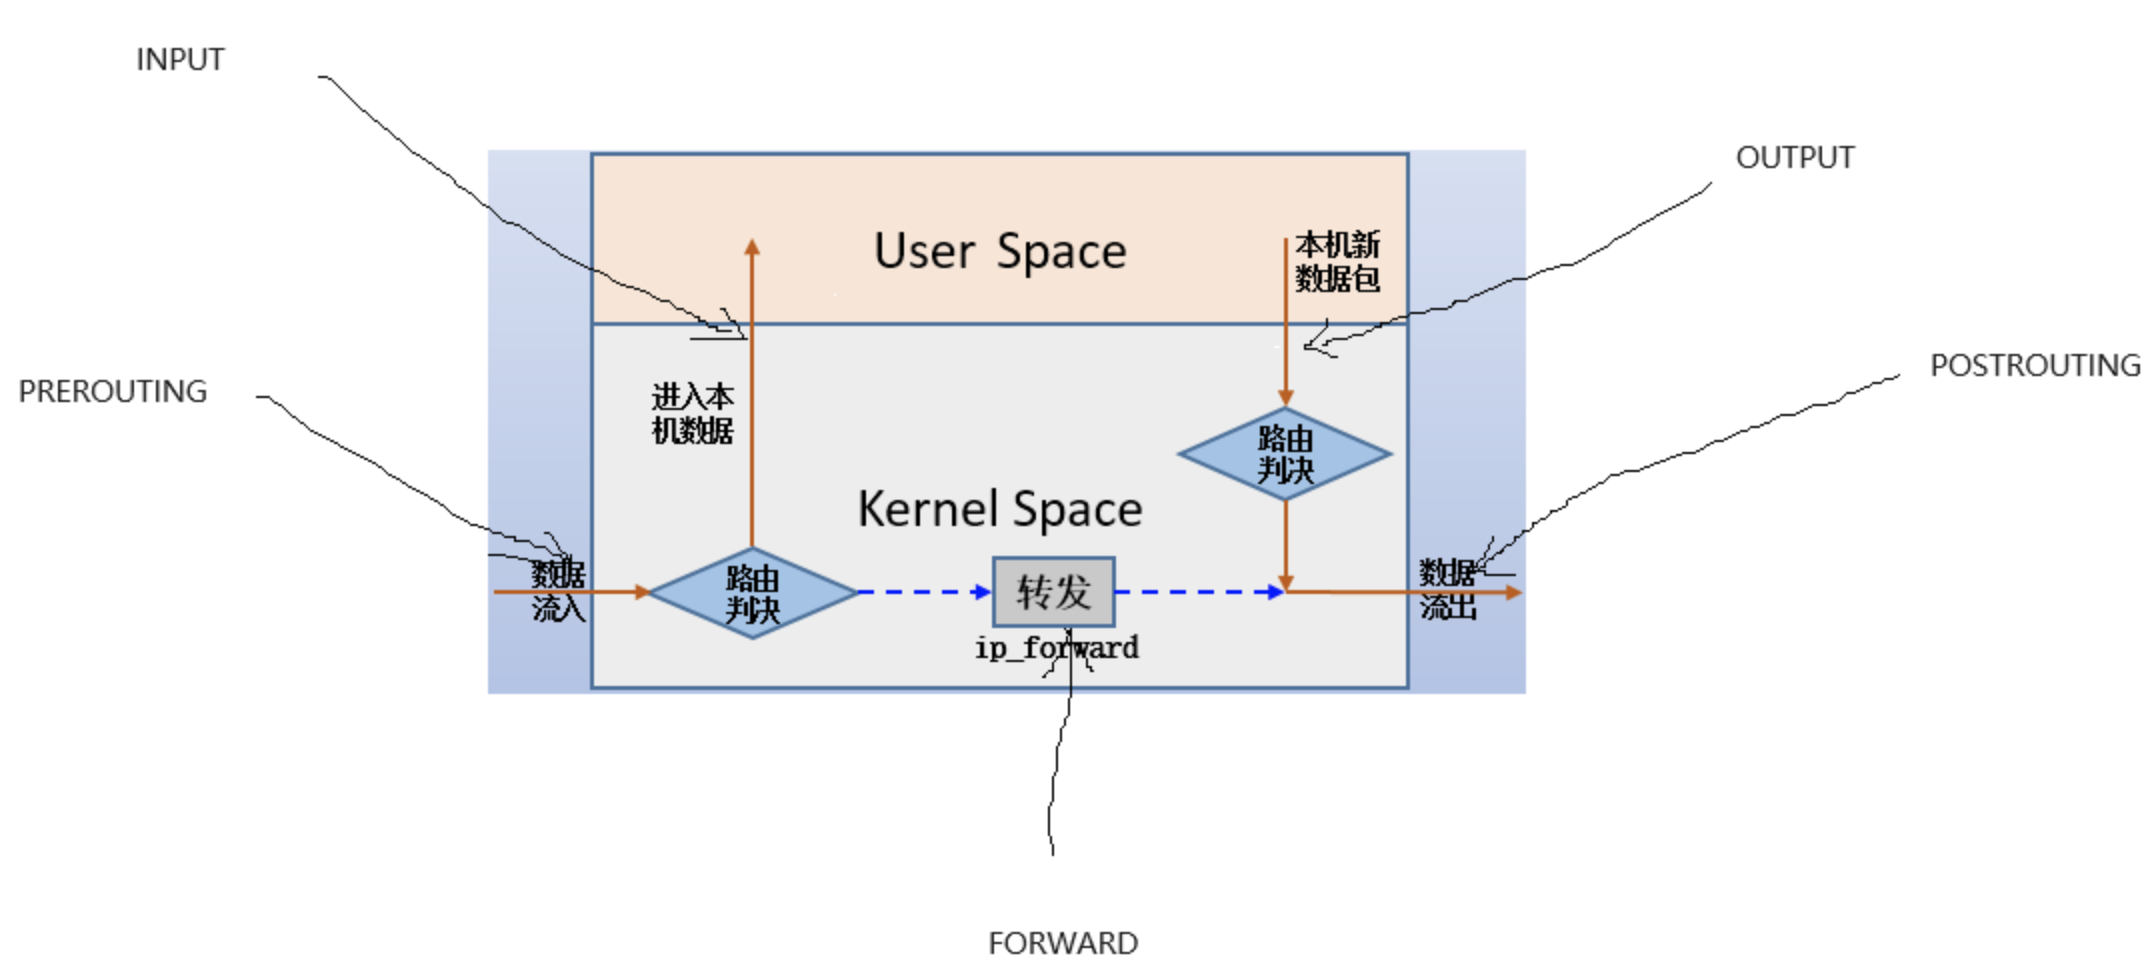 INPUT
OUTPUT
User Space
本机新
数据包
PREROUTING
进入本
机数据
POSTROUTING
路由
判决
Kernel Space
数据
流入
路由
判决
转发
ip_forward
数据
流出
FORWARD